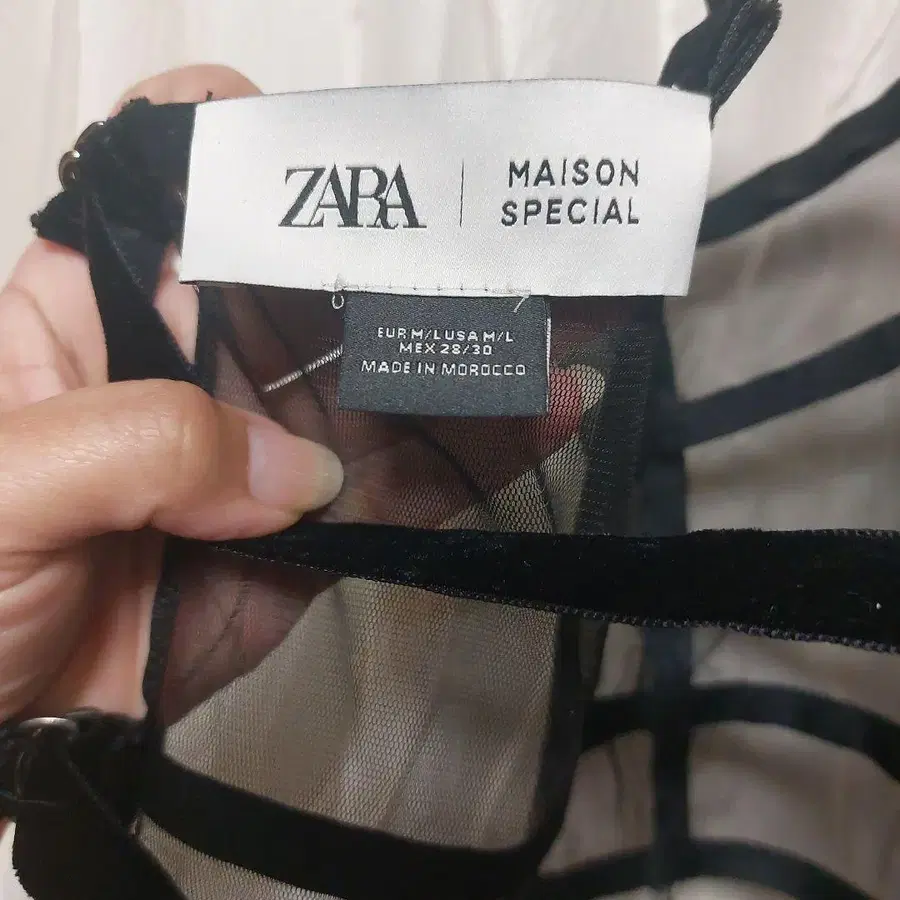 ZARA
MAISON
SPECIAL
EUR M/L USA M/L
MEX 28/30
MADE IN MOROCCO